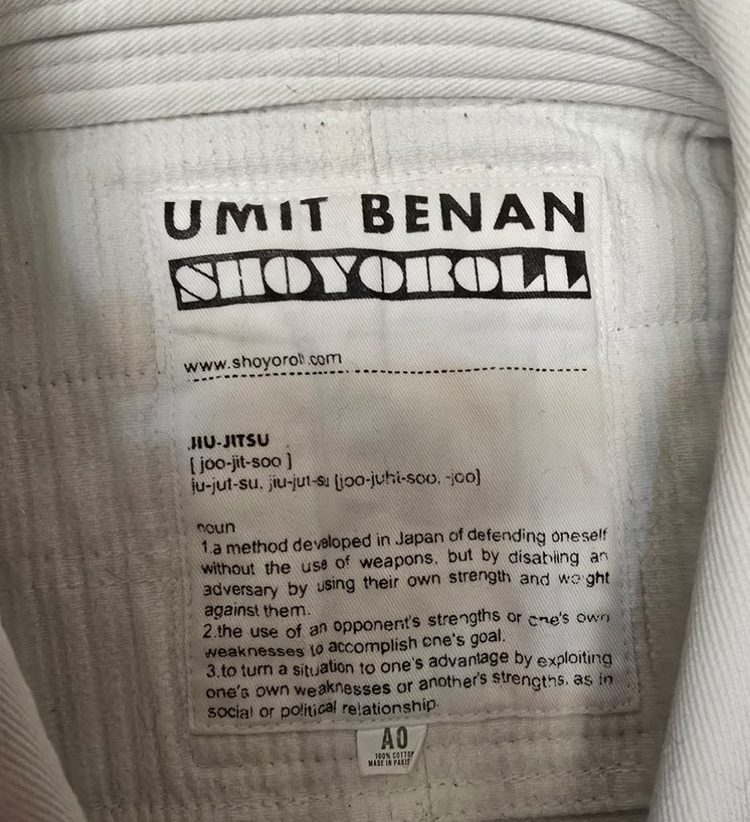 UMIT BENAN
SHOYOROLL
www.shoyoroll.com
JIU-JITSU
[ joo-jit-soo ]
ju-jut-su, jiu-jut-su [joo-juhi-soo, -joo]
noun
1.a method developed in Japan of defending oneself
without the use of weapons, but by disabling an
adversary by using their own strength and weight
against them.
2.the use of an opponent's strengths or one's own
weaknesses to accomplish one's goal.
3.to turn a situation to one's advantage by exploiting
one's own weaknesses or another's strengths, as in
social or political relationship.
A0
100% COTTON
MADE IN